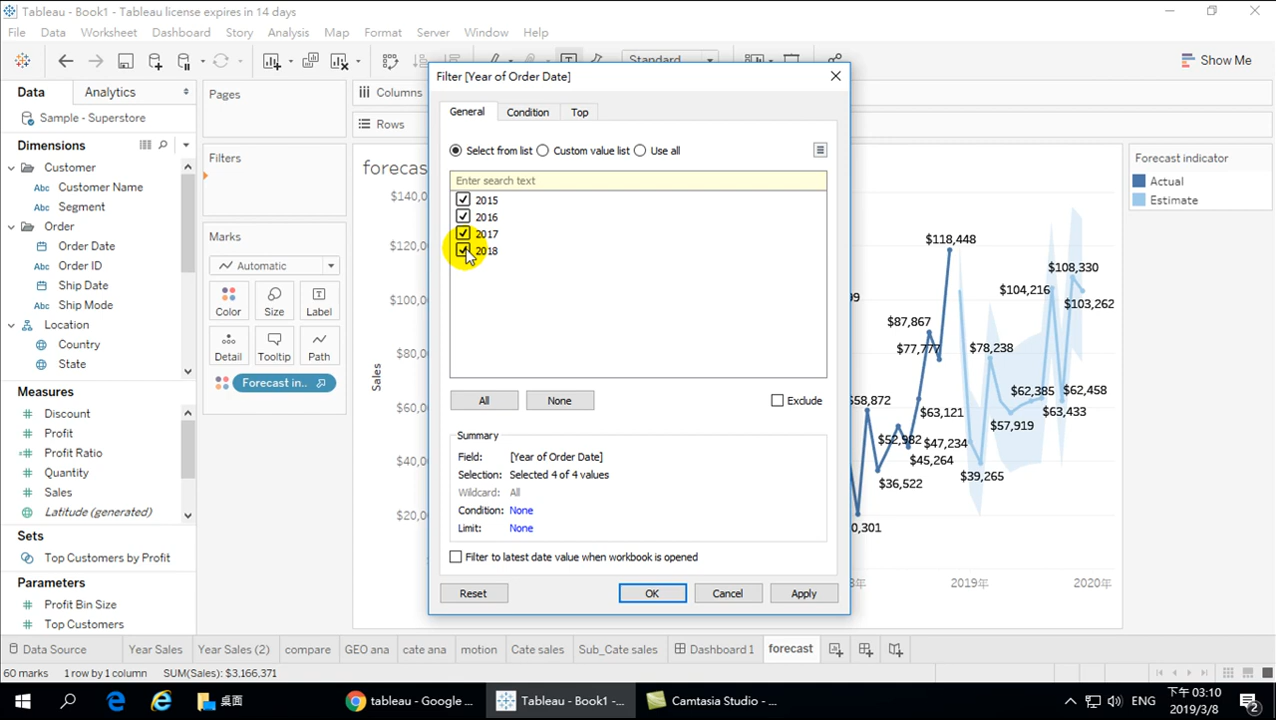 Tableau - Book1 - Tableau license expires in 14 days
File Data Worksheet Dashboard Story Analysis Map Format Server Window Help
Standard
Show Me
Data Analytics
Sample - Superstore
Dimensions
Customer
Abc Customer Name
Abc Segment
Order
Order Date
Abc Order ID
Ship Date
Abc Ship Mode
Location
Country
State
Measures
Discount
Profit
Profit Ratio
Quantity
Sales
Latitude (generated)
Sets
Top Customers by Profit
Parameters
Profit Bin Size
Top Customers
Pages
Filters
Marks
Automatic
Color Size Label
Detail Tooltip Path
Forecast in..
Columns
Rows
forecas
$140,
$120,
$100,
$80,
$60,
$40,
$20,
Sales
Filter [Year of Order Date]
General Condition Top
Select from list Custom value list Use all
Enter search text
2015
2016
2017
2018
All None Exclude
Summary
Field: [Year of Order Date]
Selection: Selected 4 of 4 values
Wildcard: All
Condition: None
Limit: None
Filter to latest date value when workbook is opened
Reset OK Cancel Apply
$118,448
$108,330
$104,216
$103,262
$87,867
$77,777
$78,238
$58,872
$63,121
$62,385
$62,458
$63,433
$57,919
$52,982
$47,234
$45,264
$39,265
$36,522
0,301
2019年 2020年
Forecast indicator
Actual
Estimate
Data Source Year Sales Year Sales (2) compare GEO ana cate ana motion Cate sales Sub_Cate sales Dashboard 1 forecast
60 marks 1 row by 1 column SUM(Sales): $3,166,371
桌面 tableau - Google ... Tableau - Book1 -... Camtasia Studio - ... ENG
下午 03:10
2019/3/8
2